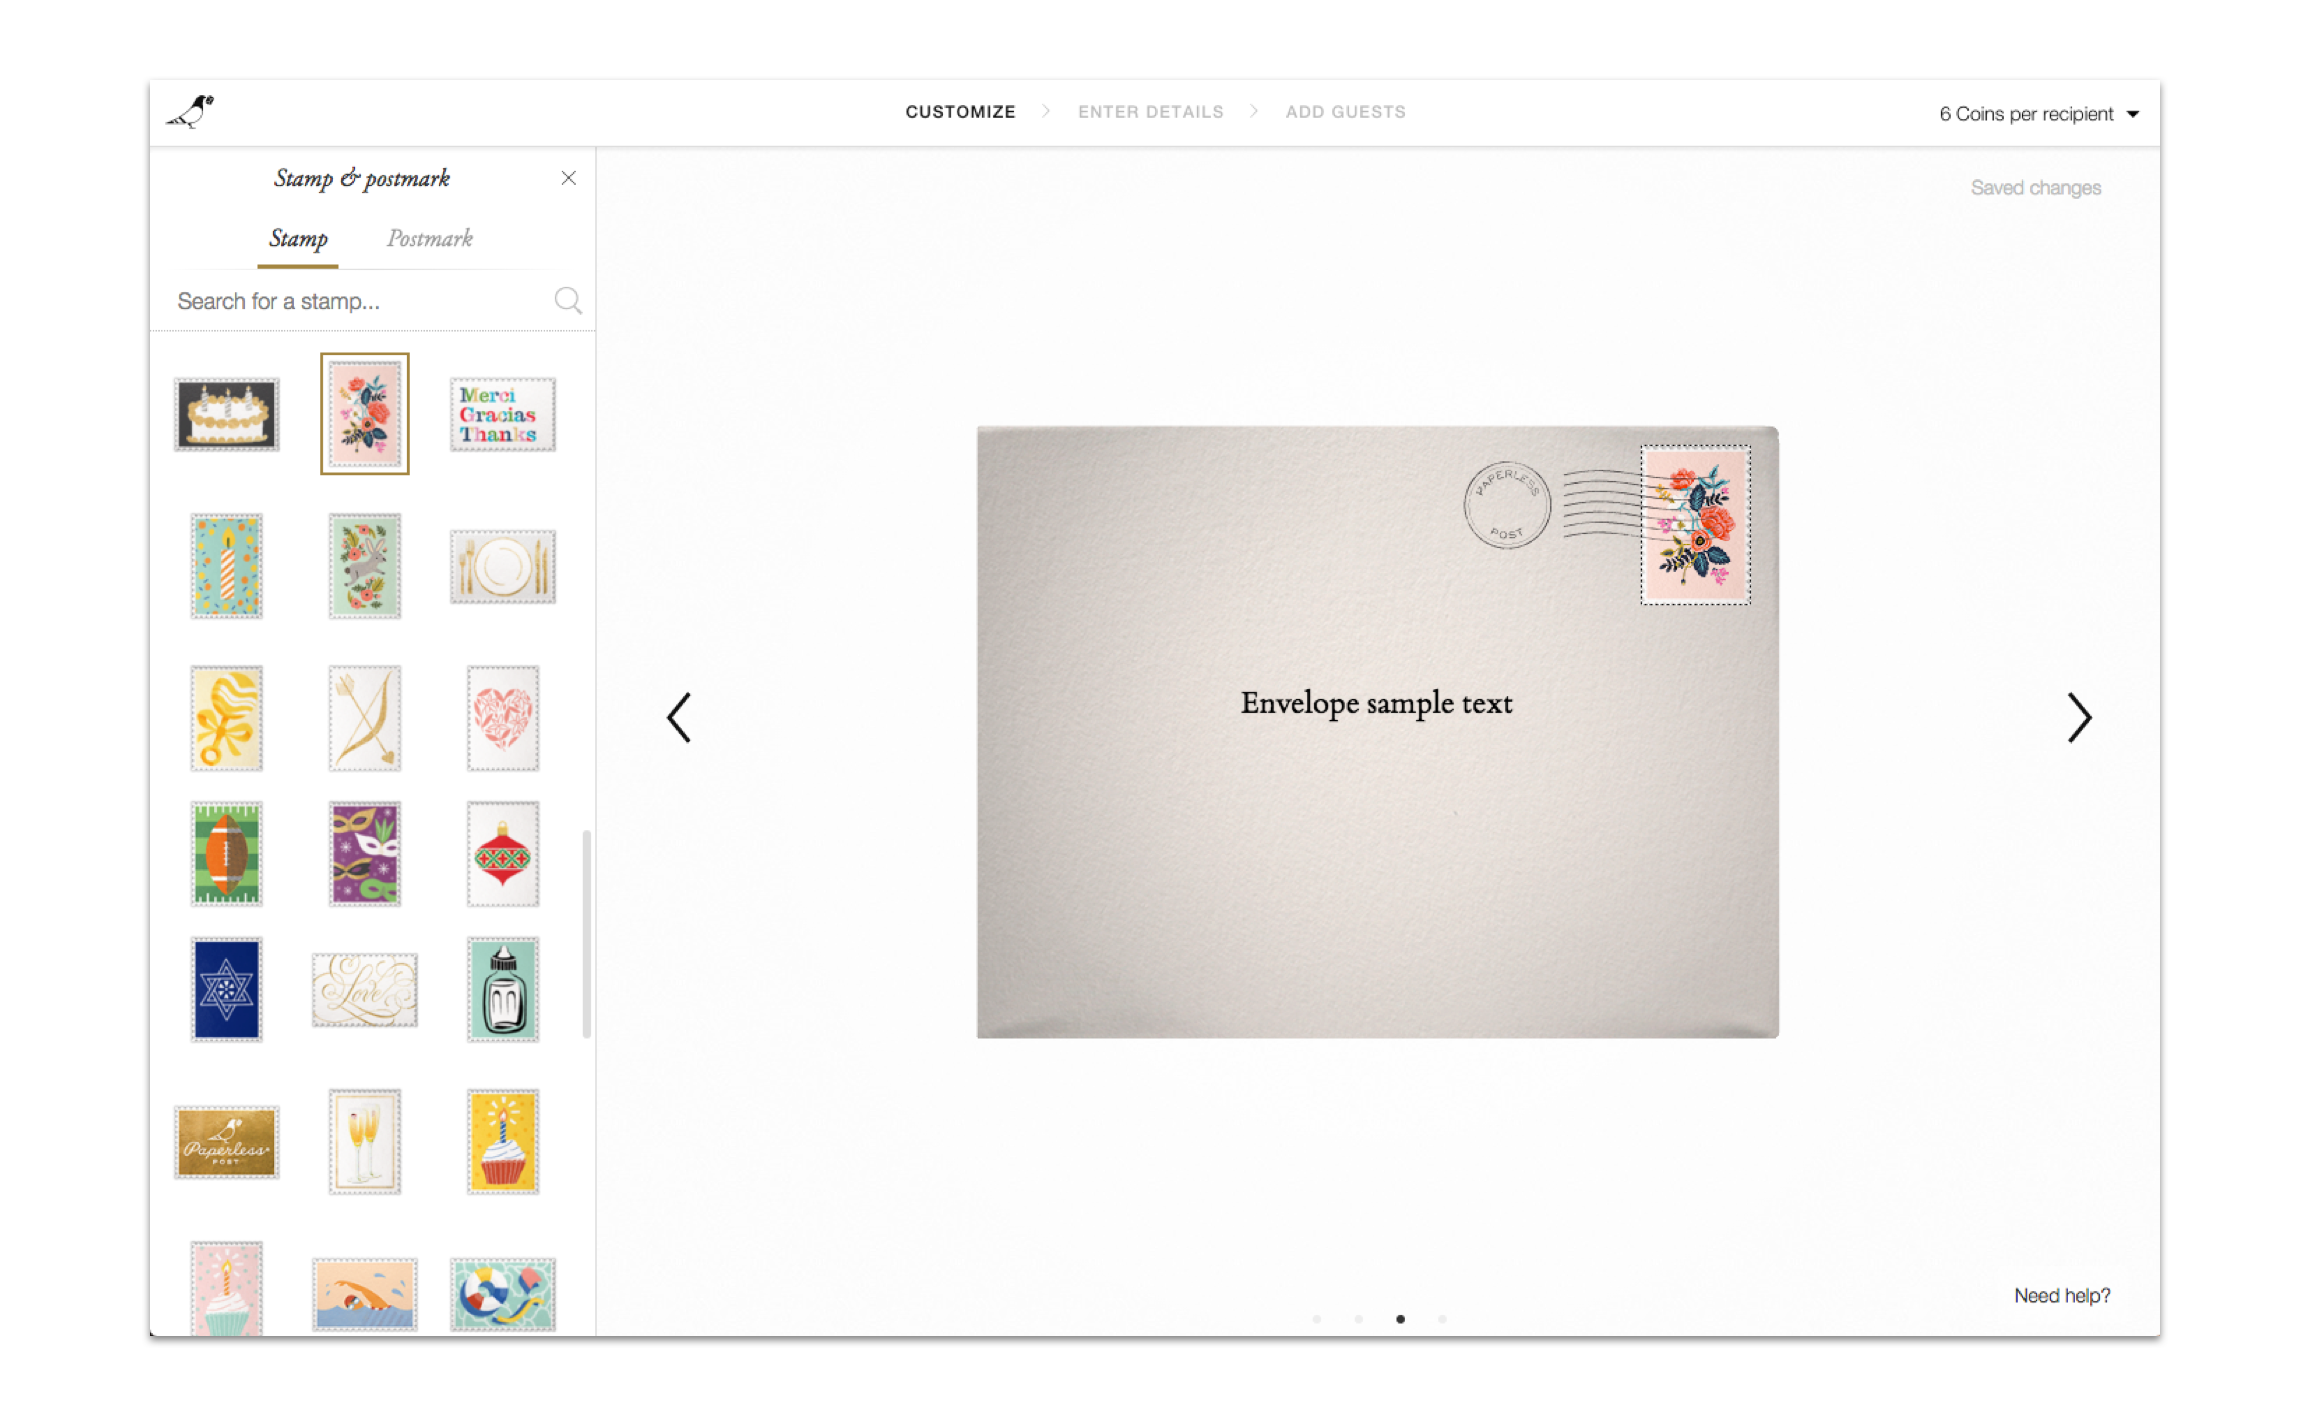 CUSTOMIZE
ENTER DETAILS
ADD GUESTS
6 Coins per recipient
Stamp & postmark
Stamp
Postmark
Saved changes
Search for a stamp...
Merci
Gracias
Thanks
PAPERLESS
POST
Envelope sample text
Love
Paperless
POST
Need help?